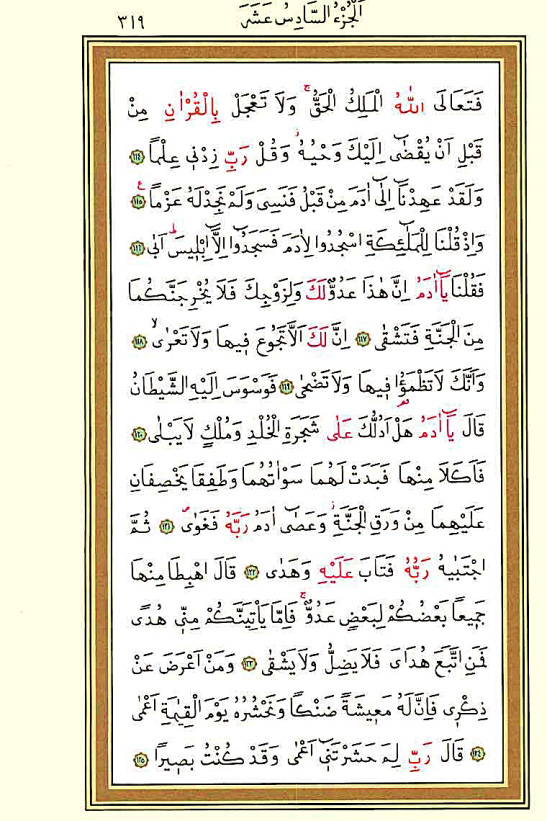 اَلْجُزْءُ السَّادِسُ عَشَرَ
٣١٩
فَتَعَالَى اللّٰهُ الْمَلِكُ الْحَقُّۚ وَلَا تَعْجَلْ بِالْقُرْاٰنِ مِنْ
قَبْلِ اَنْ يُقْضٰٓى اِلَيْكَ وَحْيُهُۘ وَقُلْ رَبِّ زِدْنٖى عِلْمًا ﴿١١٤﴾
وَلَقَدْ عَهِدْنَٓا اِلٰٓى اٰدَمَ مِنْ قَبْلُ فَنَسِىَ وَلَمْ نَجِدْ لَهُ عَزْمًا ﴿١١٥﴾
وَاِذْ قُلْنَا لِلْمَلٰٓئِكَةِ اسْجُدُوا لِاٰدَمَ فَسَجَدُٓوا اِلَّٓا اِبْلٖيسَ اَبٰى ﴿١١٦﴾
فَقُلْنَا يَٓا اٰدَمُ اِنَّ هٰذَا عَدُوٌّ لَكَ وَلِزَوْجِكَ فَلَا يُخْرِجَنَّكُمَا
مِنَ الْجَنَّةِ فَتَشْقٰى ﴿١١٧﴾ اِنَّ لَكَ اَلَّا تَجُوعَ فٖيهَا وَلَا تَعْرٰىۙ ﴿١١٨﴾
وَاَنَّكَ لَا تَظْمَؤُ۬ا فٖيهَا وَلَا تَضْحٰى ﴿١١٩﴾ فَوَسْوَسَ اِلَيْهِ الشَّيْطَانُ
قَالَ يَٓا اٰدَمُ هَلْ اَدُلُّكَ عَلٰى شَجَرَةِ الْخُلْدِ وَمُلْكٍ لَا يَبْلٰى ﴿١٢٠﴾
فَاَكَلَا مِنْهَا فَبَدَتْ لَهُمَا سَوْاٰتُهُمَا وَطَفِقَا يَخْصِفَانِ
عَلَيْهِمَا مِنْ وَرَقِ الْجَنَّةِؗ وَعَصٰٓى اٰدَمُ رَبَّهُ فَغَوٰى ﴿١٢١﴾ ثُمَّ
اجْتَبٰيهُ رَبُّهُ فَتَابَ عَلَيْهِ وَهَدٰى ﴿١٢٢﴾ قَالَ اهْبِطَا مِنْهَا
جَمٖيعًا بَعْضُكُمْ لِبَعْضٍ عَدُوٌّۚ فَاِمَّا يَاْتِيَنَّكُمْ مِنّٖى هُدًى
فَمَنِ اتَّبَعَ هُدَاىَ فَلَا يَضِلُّ وَلَا يَشْقٰى ﴿١٢٣﴾ وَمَنْ اَعْرَضَ عَنْ
ذِكْرٖى فَاِنَّ لَهُ مَعٖيشَةً ضَنْكًا وَنَحْشُرُهُ يَوْمَ الْقِيٰمَةِ اَعْمٰى
﴿١٢٤﴾ قَالَ رَبِّ لِمَ حَشَرْتَنٖٓى اَعْمٰى وَقَدْ كُنْتُ بَصٖيرًا ﴿١٢٥﴾